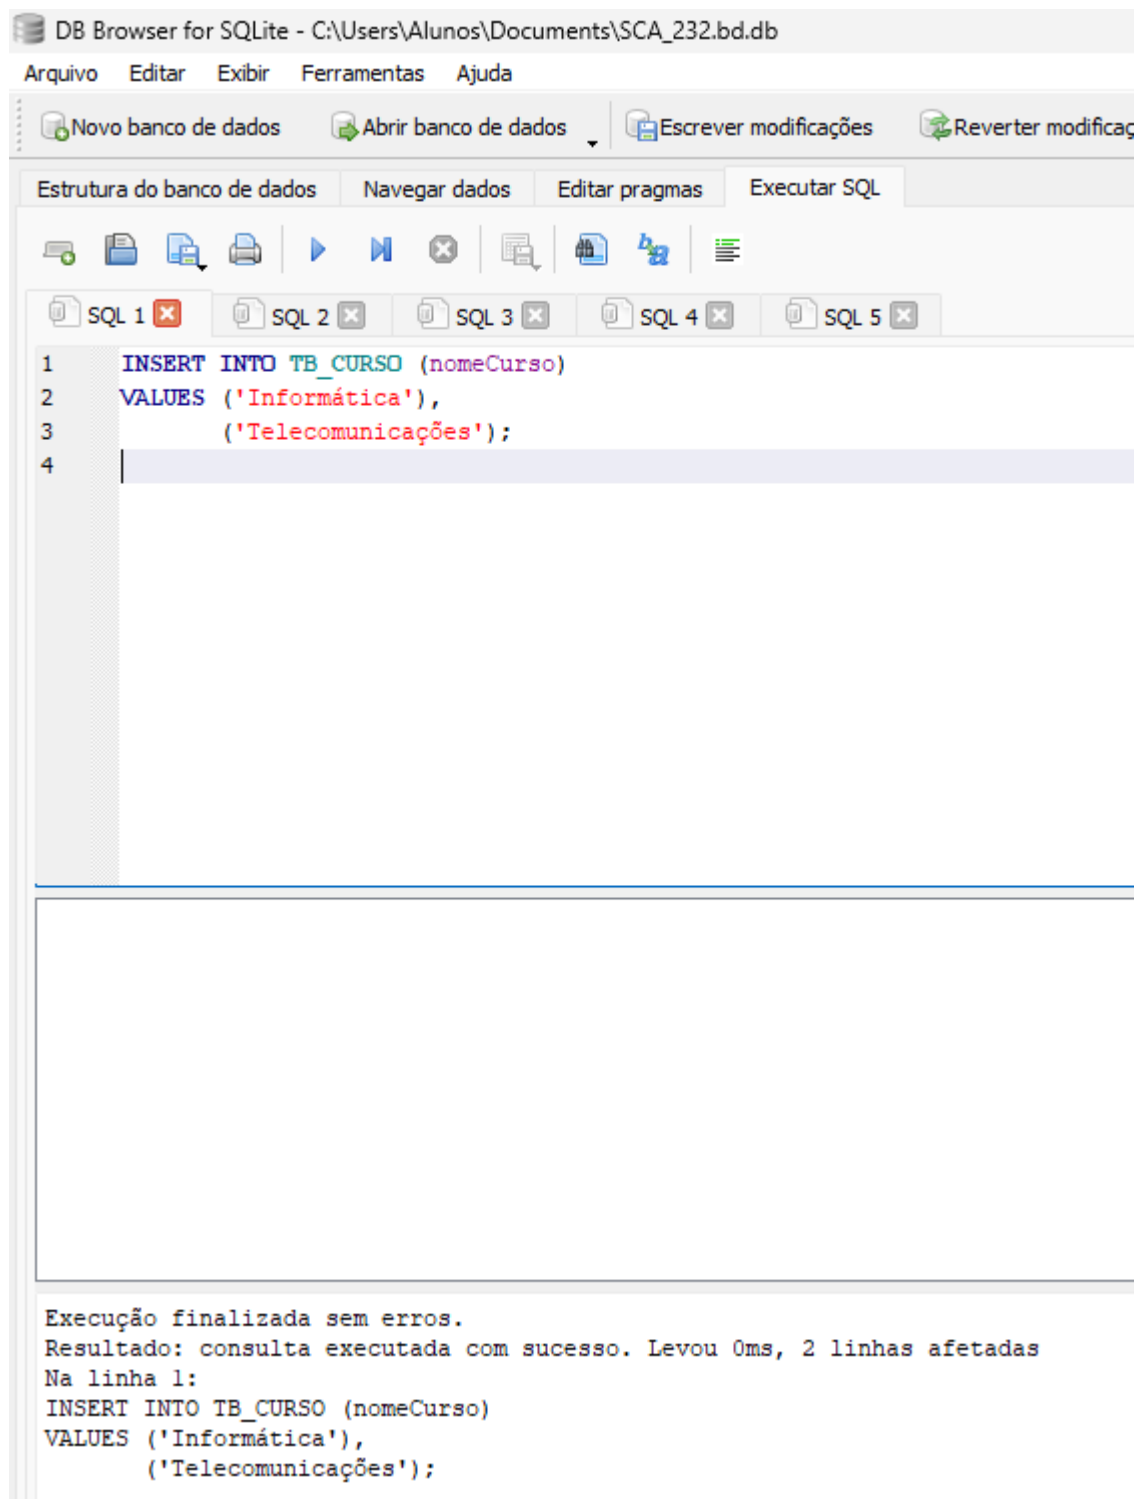 DB Browser for SQLite - C:\Users\Alunos\Documents\SCA_232.bd.db
Arquivo Editar Exibir Ferramentas Ajuda
Novo banco de dados Abrir banco de dados Escrever modificações Reverter modificaç
Estrutura do banco de dados Navegar dados Editar pragmas Executar SQL
SQL 1 SQL 2 SQL 3 SQL 4 SQL 5
1 INSERT INTO TB_CURSO (nomeCurso)
2 VALUES ('Informática'),
3 ('Telecomunicações');
4
Execução finalizada sem erros.
Resultado: consulta executada com sucesso. Levou 0ms, 2 linhas afetadas
Na linha 1:
INSERT INTO TB_CURSO (nomeCurso)
VALUES ('Informática'),
('Telecomunicações');